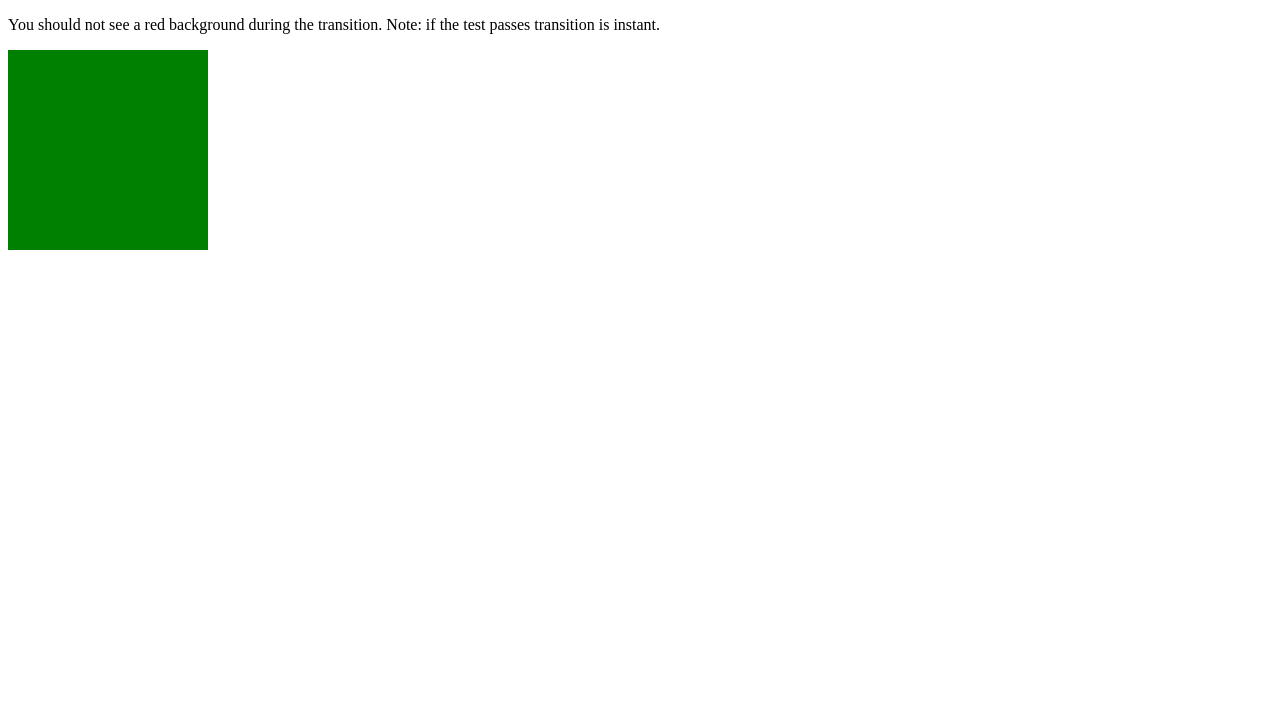 You should not see a red background during the transition. Note: if the test passes transition is instant.